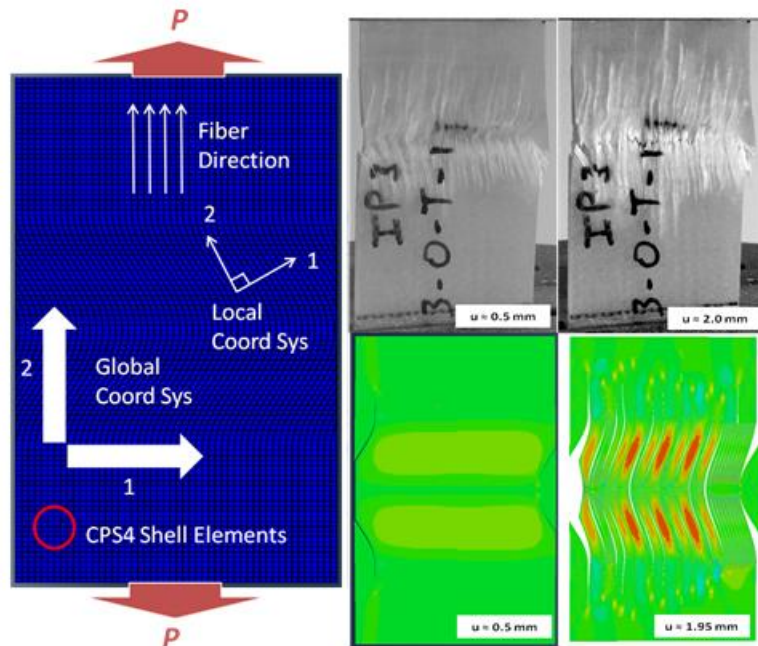 P
Fiber
Direction
2
1
Local
Coord Sys
2
Global
Coord Sys
1
CPS4 Shell Elements
P
IP3
3-0-T-1
u ≈ 0.5 mm
IP3
3-0-T-1
u ≈ 2.0 mm
u ≈ 0.5 mm
u ≈ 1.95 mm